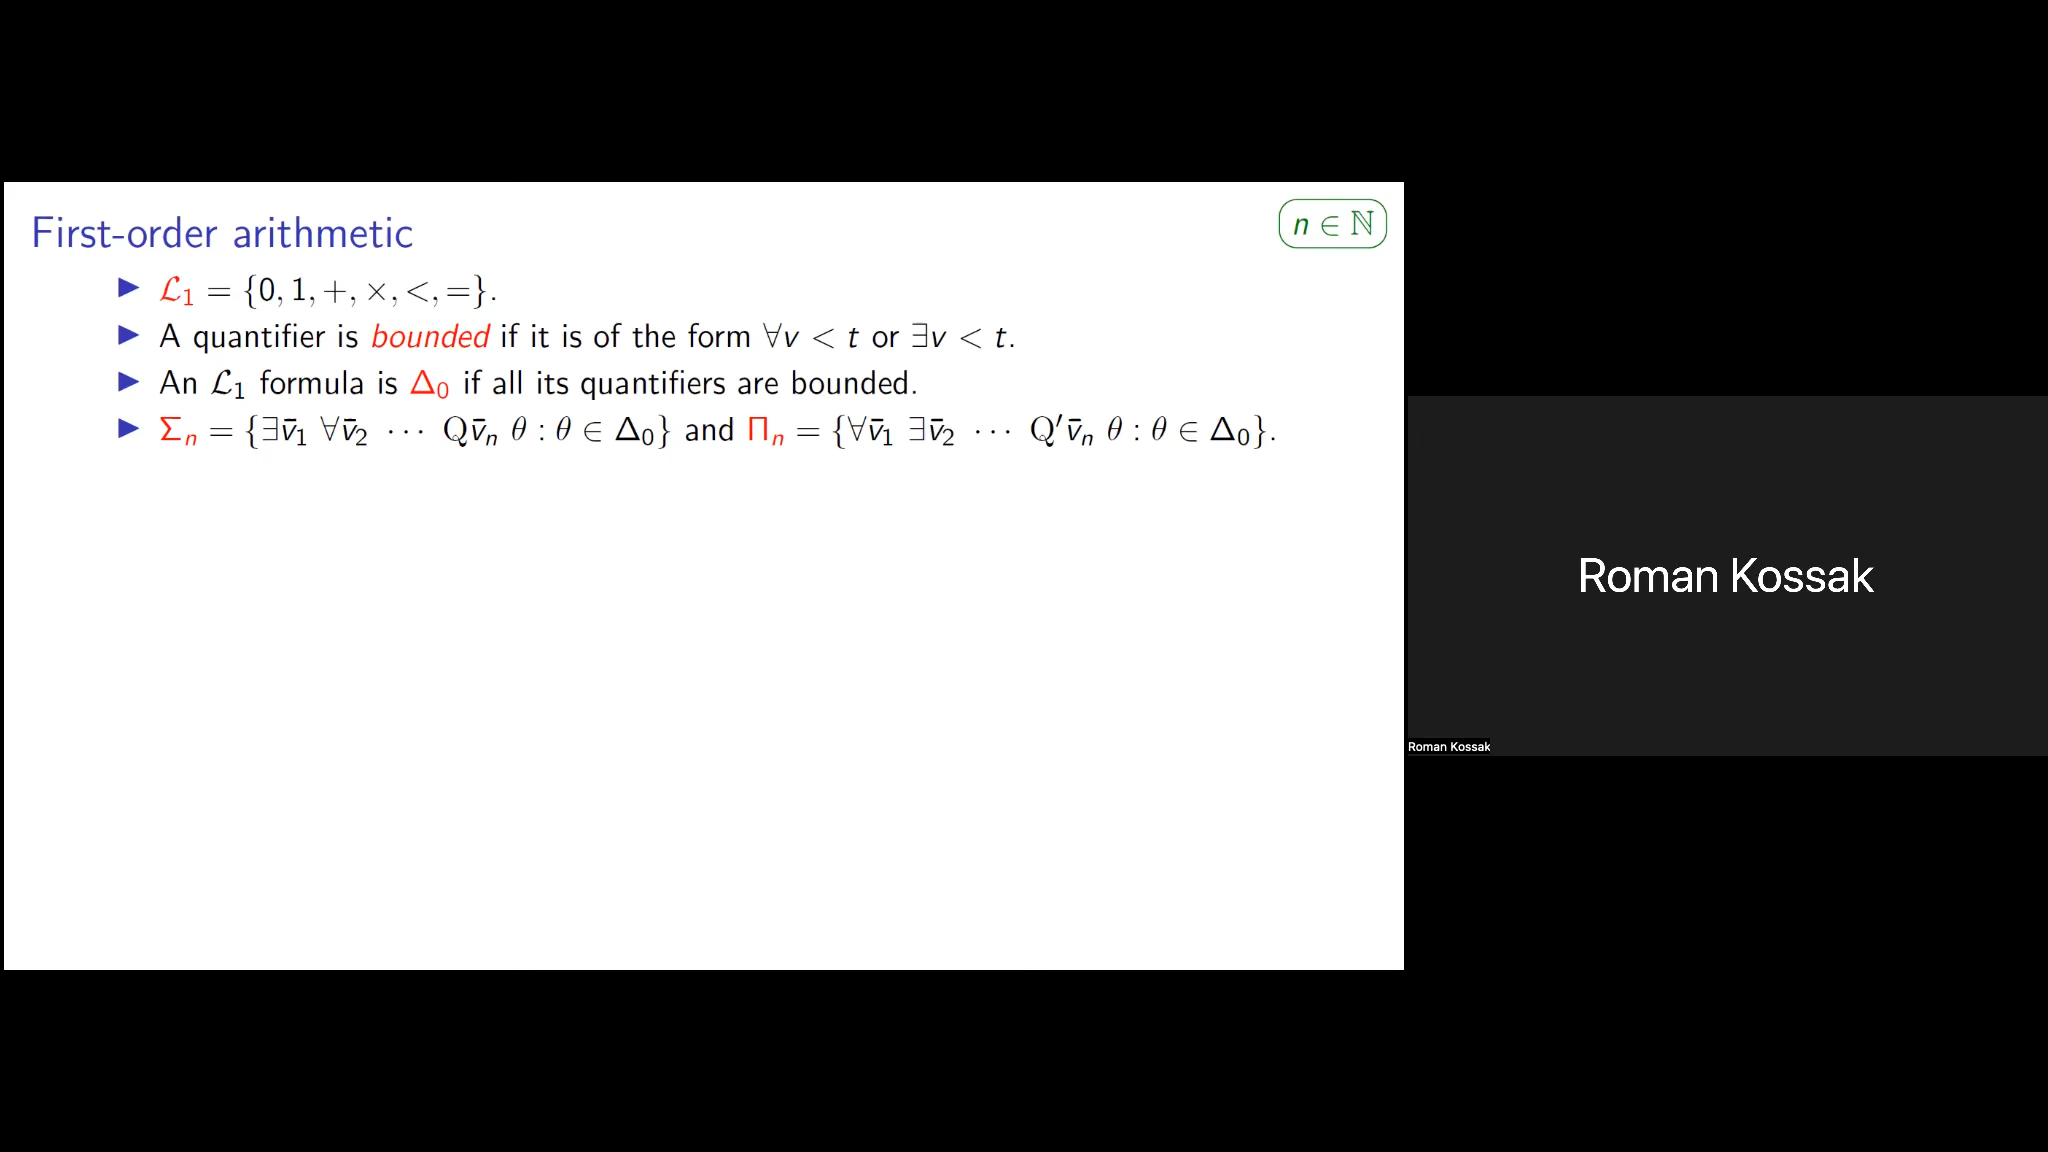 First-order arithmetic
n ∈ ℕ
▶ ℒ₁ = {0, 1, +, ×, <, =}.
▶ A quantifier is bounded if it is of the form ∀v < t or ∃v < t.
▶ An ℒ₁ formula is Δ₀ if all its quantifiers are bounded.
▶ Σₙ = {∃v̄₁ ∀v̄₂ ⋯ Qv̄ₙ θ : θ ∈ Δ₀} and Πₙ = {∀v̄₁ ∃v̄₂ ⋯ Q′v̄ₙ θ : θ ∈ Δ₀}.
Roman Kossak
Roman Kossak